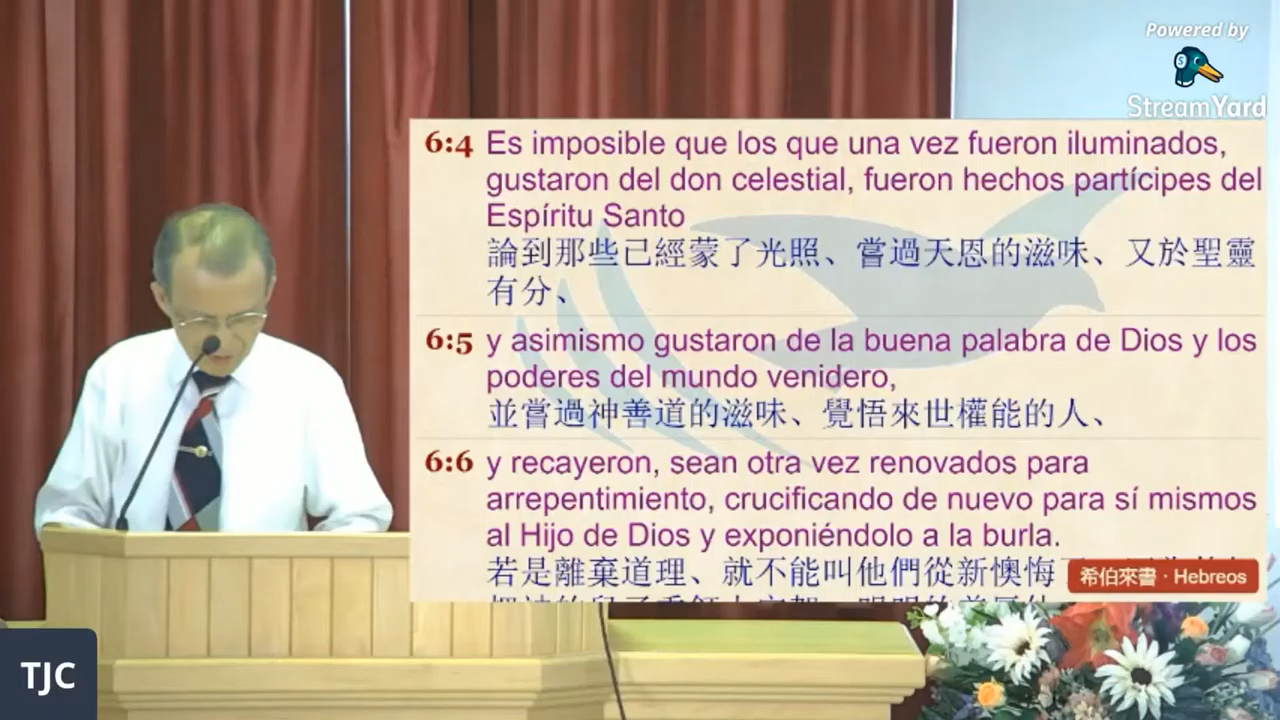 Powered by
StreamYard
6:4 Es imposible que los que una vez fueron iluminados,
gustaron del don celestial, fueron hechos partícipes del
Espíritu Santo
論到那些已經蒙了光照、嘗過天恩的滋味、又於聖靈
有分、
6:5 y asimismo gustaron de la buena palabra de Dios y los
poderes del mundo venidero,
並嘗過神善道的滋味、覺悟來世權能的人、
6:6 y recayeron, sean otra vez renovados para
arrepentimiento, crucificando de nuevo para sí mismos
al Hijo de Dios y exponiéndolo a la burla.
若是離棄道理、就不能叫他們從新懊悔
希伯來書 · Hebreos
TJC